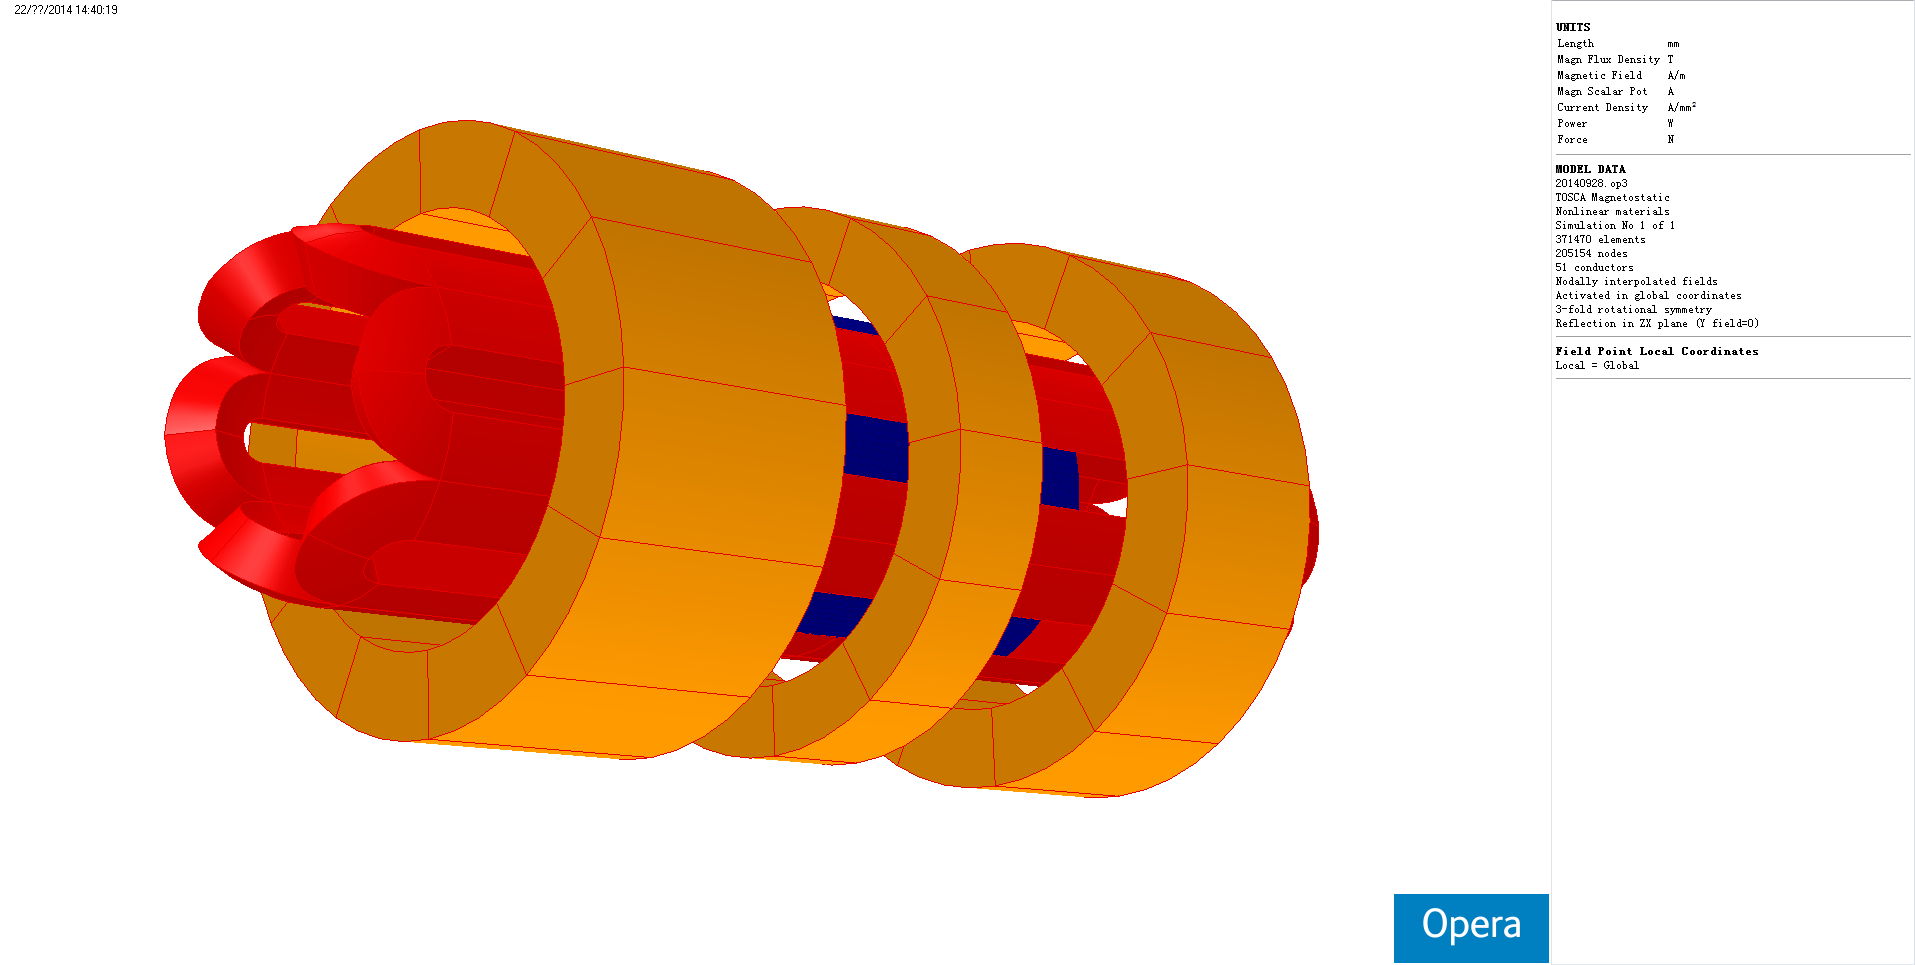 22/??/2014 14:40:19
UNITS
Length mm
Magn Flux Density T
Magnetic Field A/m
Magn Scalar Pot A
Current Density A/mm²
Power W
Force N
MODEL DATA
20140928.op3
TOSCA Magnetostatic
Nonlinear materials
Simulation No 1 of 1
371470 elements
205154 nodes
51 conductors
Nodally interpolated fields
Activated in global coordinates
3-fold rotational symmetry
Reflection in ZX plane (Y field=0)
Field Point Local Coordinates
Local = Global
Opera